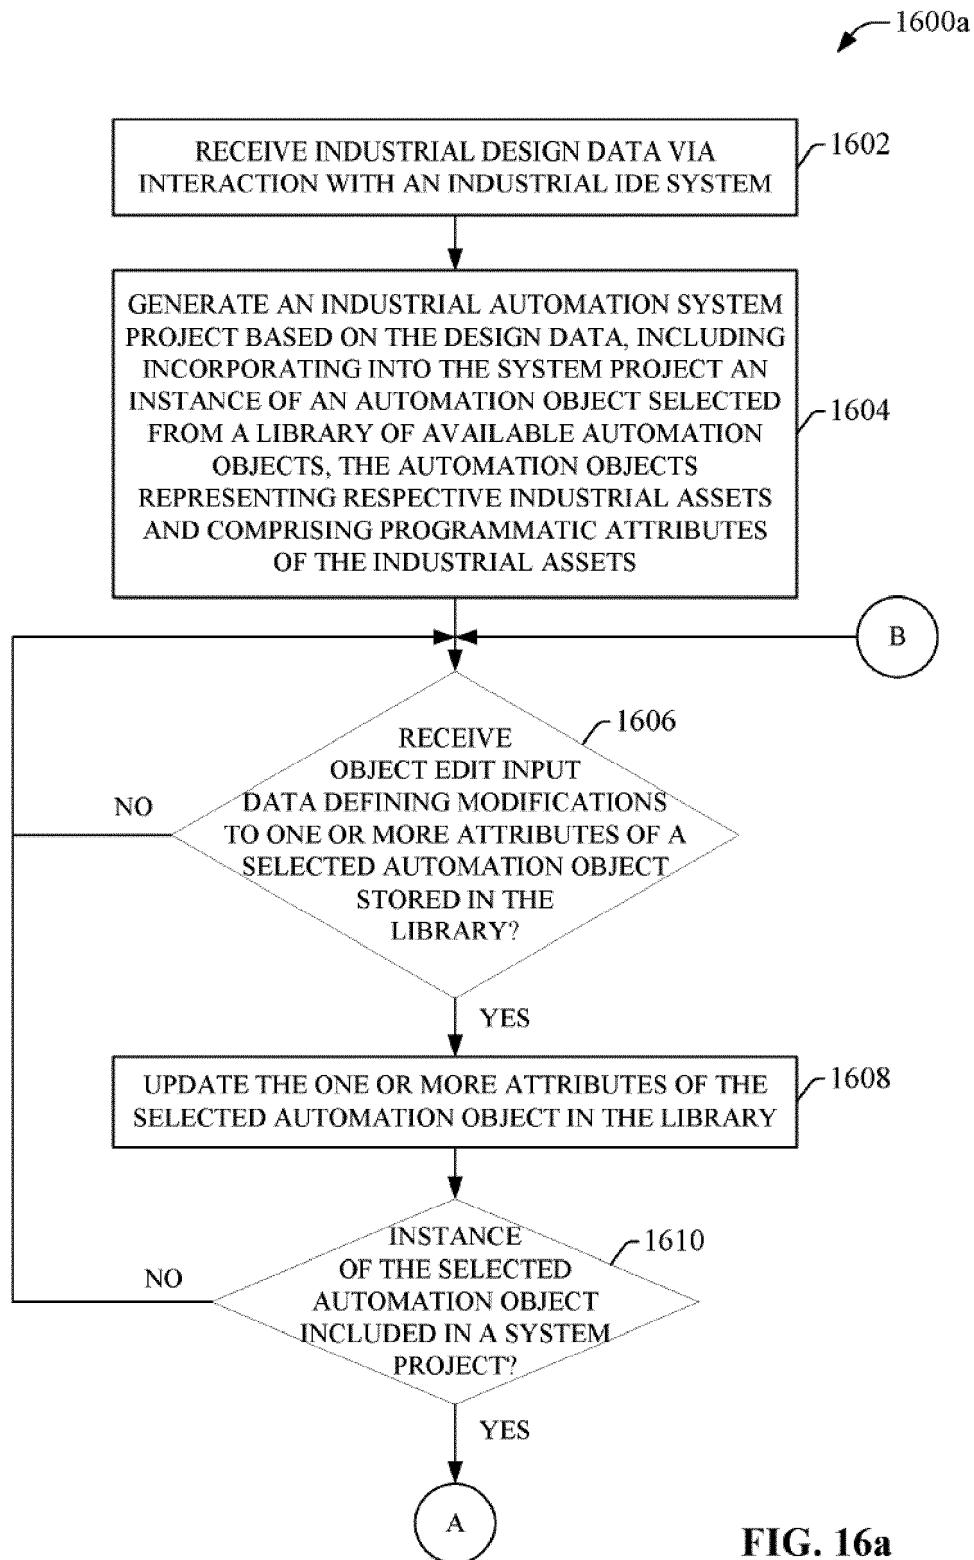 1600a
RECEIVE INDUSTRIAL DESIGN DATA VIA
INTERACTION WITH AN INDUSTRIAL IDE SYSTEM
1602
GENERATE AN INDUSTRIAL AUTOMATION SYSTEM
PROJECT BASED ON THE DESIGN DATA, INCLUDING
INCORPORATING INTO THE SYSTEM PROJECT AN
INSTANCE OF AN AUTOMATION OBJECT SELECTED
FROM A LIBRARY OF AVAILABLE AUTOMATION
OBJECTS, THE AUTOMATION OBJECTS
REPRESENTING RESPECTIVE INDUSTRIAL ASSETS
AND COMPRISING PROGRAMMATIC ATTRIBUTES
OF THE INDUSTRIAL ASSETS
1604
B
RECEIVE
OBJECT EDIT INPUT
DATA DEFINING MODIFICATIONS
TO ONE OR MORE ATTRIBUTES OF A
SELECTED AUTOMATION OBJECT
STORED IN THE
LIBRARY?
1606
NO
YES
UPDATE THE ONE OR MORE ATTRIBUTES OF THE
SELECTED AUTOMATION OBJECT IN THE LIBRARY
1608
INSTANCE
OF THE SELECTED
AUTOMATION OBJECT
INCLUDED IN A SYSTEM
PROJECT?
1610
NO
YES
A
FIG. 16a